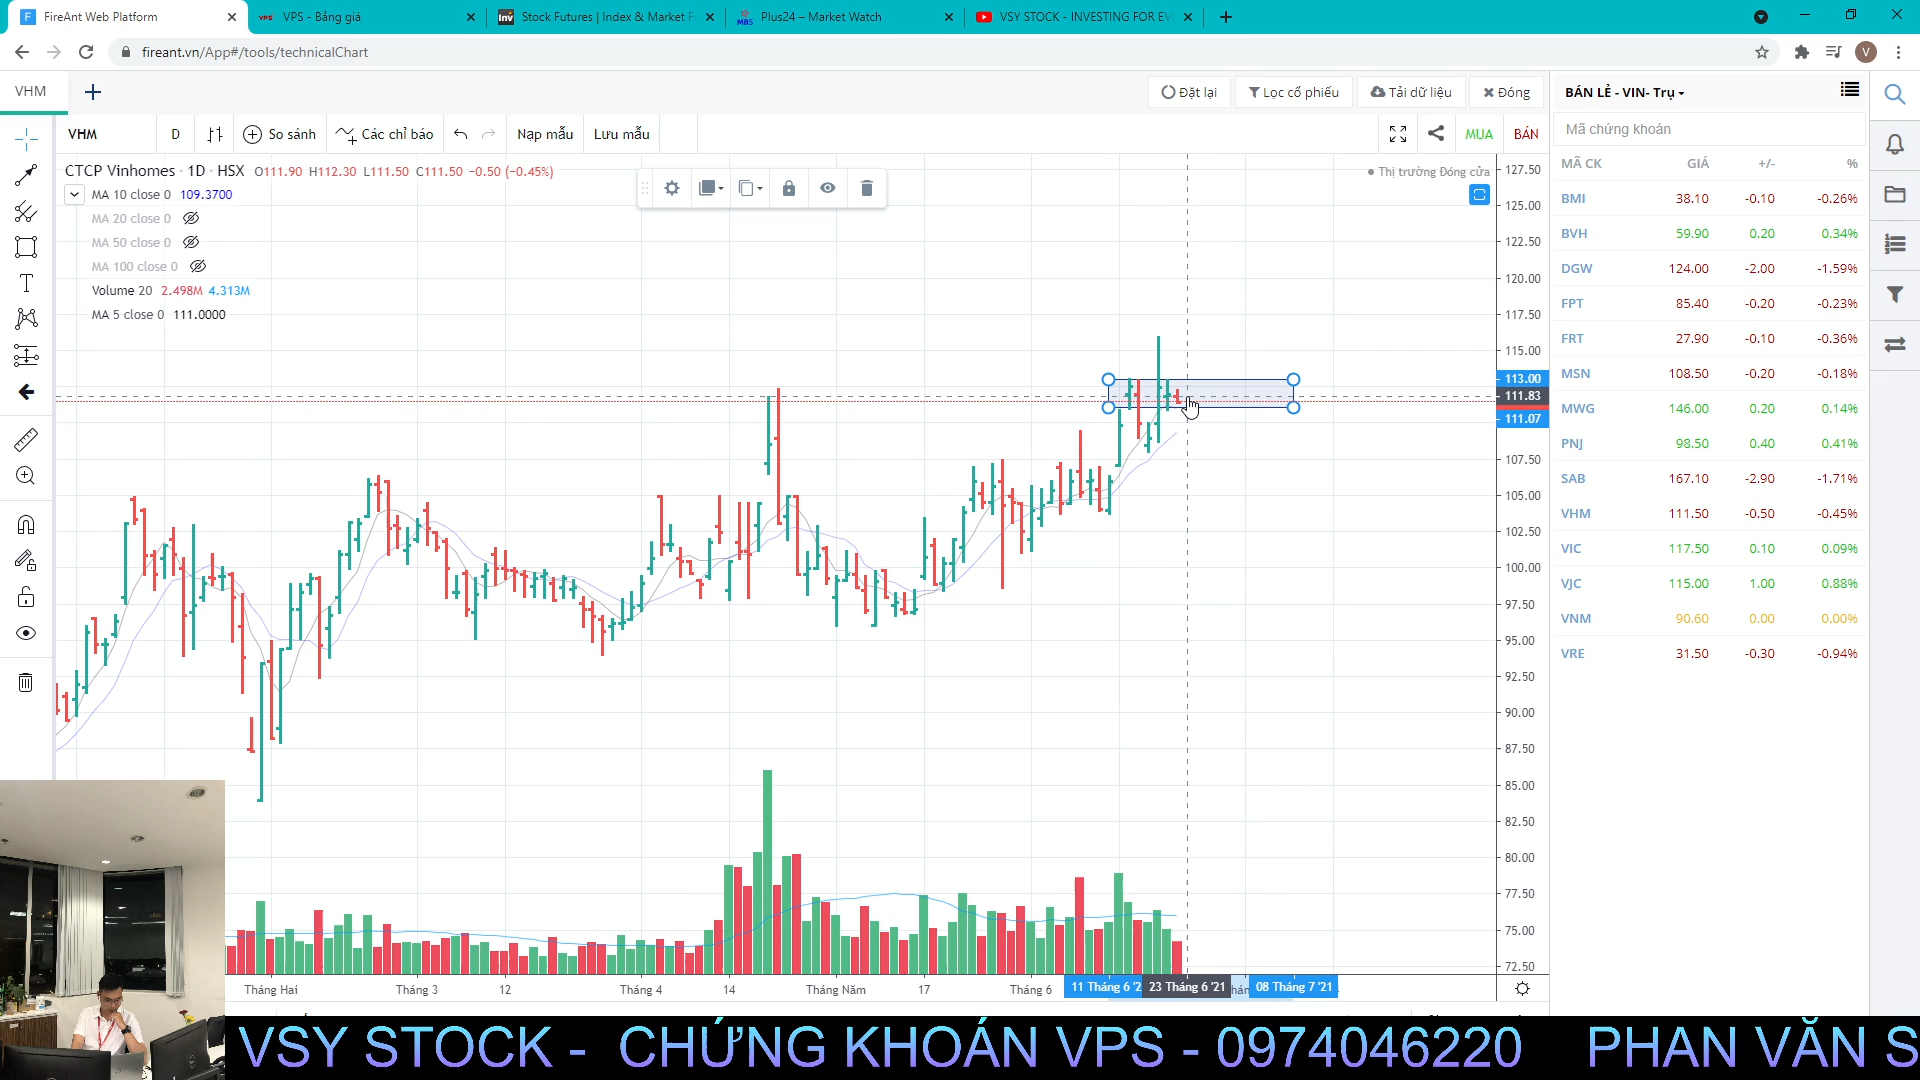 FireAnt Web Platform
VPS - Bảng giá
Stock Futures | Index & Market F
Plus24 – Market Watch
VSY STOCK - INVESTING FOR EV
fireant.vn/App#/tools/technicalChart
V
VHM
Đặt lại
Lọc cổ phiếu
Tải dữ liệu
Đóng
VHM
D
So sánh
Các chỉ báo
Nạp mẫu
Lưu mẫu
MUA
BÁN
CTCP Vinhomes · 1D · HSX O111.90 H112.30 L111.50 C111.50 −0.50 (−0.45%)
Thị trường Đóng cửa
MA 10 close 0 109.3700
MA 20 close 0
MA 50 close 0
MA 100 close 0
Volume 20 2.498M 4.313M
MA 5 close 0 111.0000
127.50
125.00
122.50
120.00
117.50
115.00
113.00
111.83
111.07
107.50
105.00
102.50
100.00
97.50
95.00
92.50
90.00
87.50
85.00
82.50
80.00
77.50
75.00
72.50
Tháng Hai
Tháng 3
12
Tháng 4
14
Tháng Năm
17
Tháng 6
11 Tháng 6 '2
23 Tháng 6 '21
08 Tháng 7 '21
BÁN LẺ - VIN- Trụ
Mã chứng khoán
MÃ CK GIÁ +/- %
BMI 38.10 -0.10 -0.26%
BVH 59.90 0.20 0.34%
DGW 124.00 -2.00 -1.59%
FPT 85.40 -0.20 -0.23%
FRT 27.90 -0.10 -0.36%
MSN 108.50 -0.20 -0.18%
MWG 146.00 0.20 0.14%
PNJ 98.50 0.40 0.41%
SAB 167.10 -2.90 -1.71%
VHM 111.50 -0.50 -0.45%
VIC 117.50 0.10 0.09%
VJC 115.00 1.00 0.88%
VNM 90.60 0.00 0.00%
VRE 31.50 -0.30 -0.94%
VSY STOCK - CHỨNG KHOÁN VPS - 0974046220 PHAN VĂN S